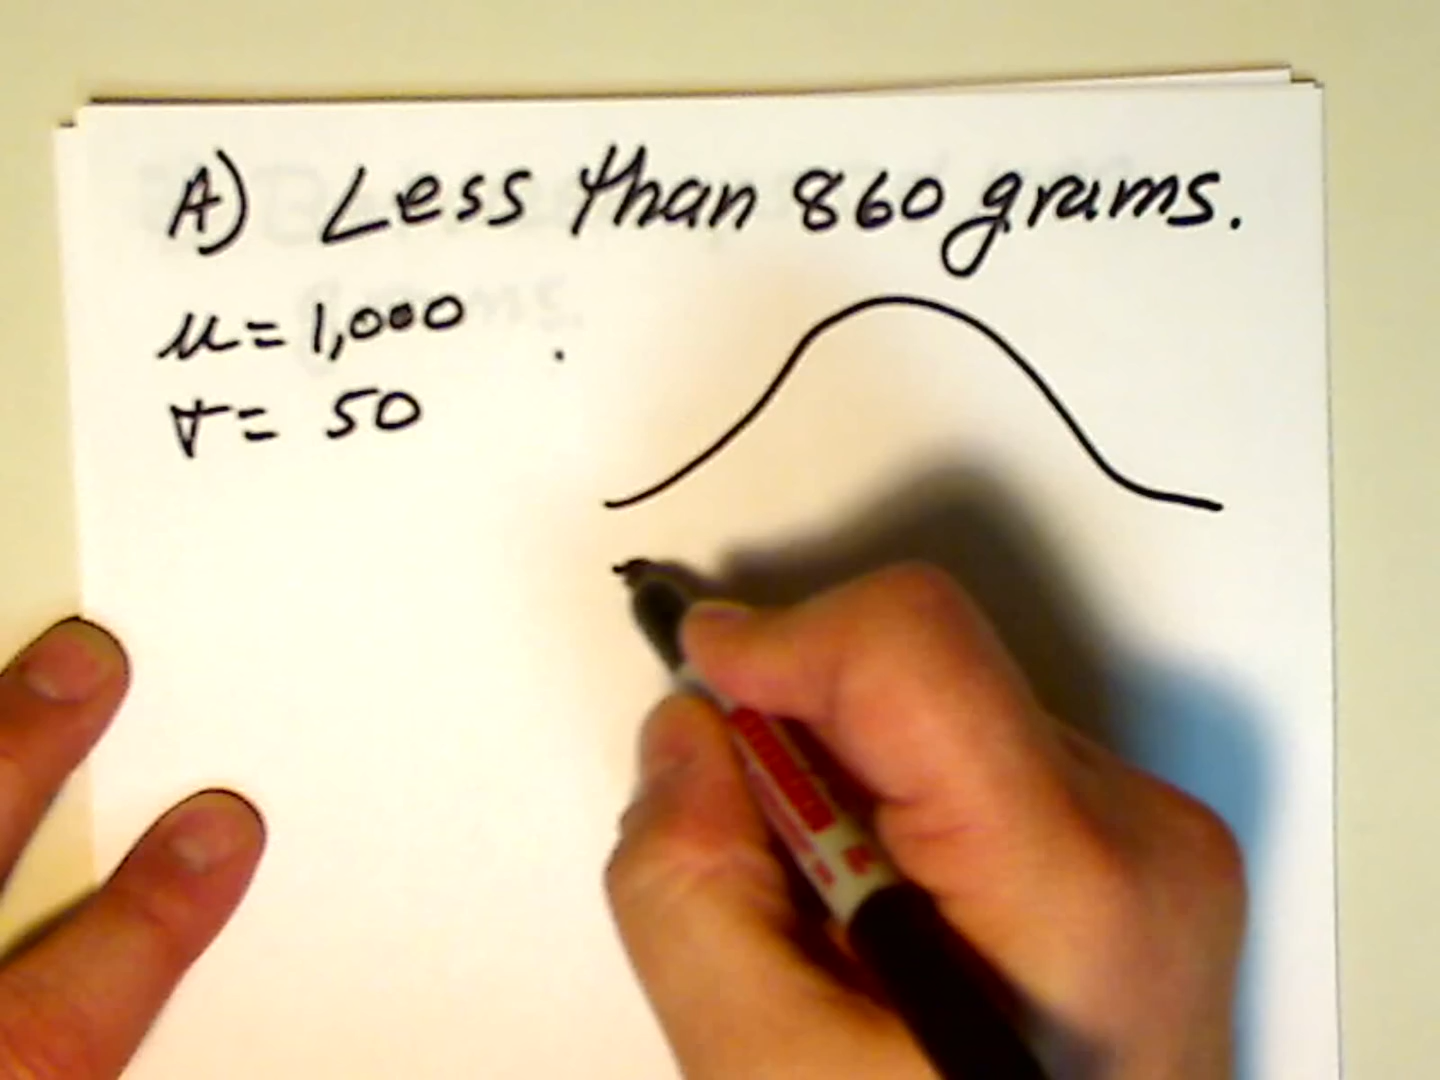 A) Less than 860 grams.
μ = 1,000
σ = 50